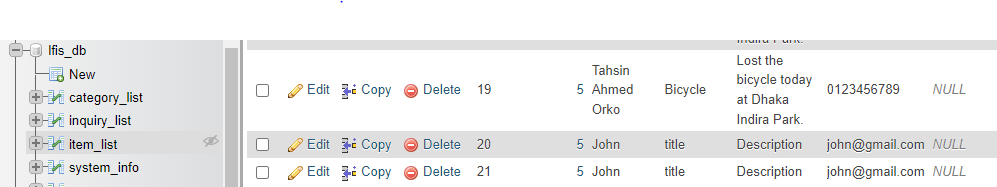 lfis_db
New
category_list
inquiry_list
item_list
system_info
Indira Park.
Edit Copy Delete 19 5 Tahsin Ahmed Orko Bicycle Lost the bicycle today at Dhaka Indira Park. 0123456789 NULL
Edit Copy Delete 20 5 John title Description john@gmail.com NULL
Edit Copy Delete 21 5 John title Description john@gmail.com NULL